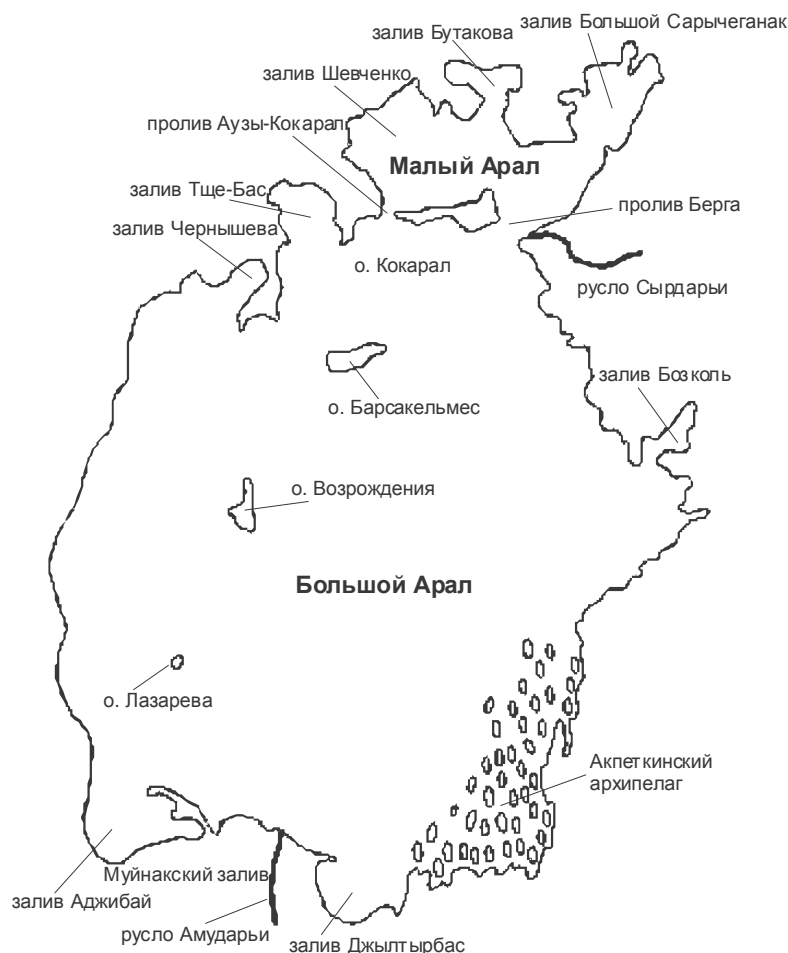 залив Большой Сарычеганак
залив Бутакова
залив Шевченко
пролив Аузы-Кокарал
Малый Арал
залив Тще-Бас
пролив Берга
залив Чернышева
о. Кокарал
русло Сырдарьи
залив Бозколь
о. Барсакельмес
о. Возрождения
Большой Арал
о. Лазарева
Акпеткинский
архипелаг
Муйнакский залив
залив Аджибай
русло Амударьи
залив Джылтырбас